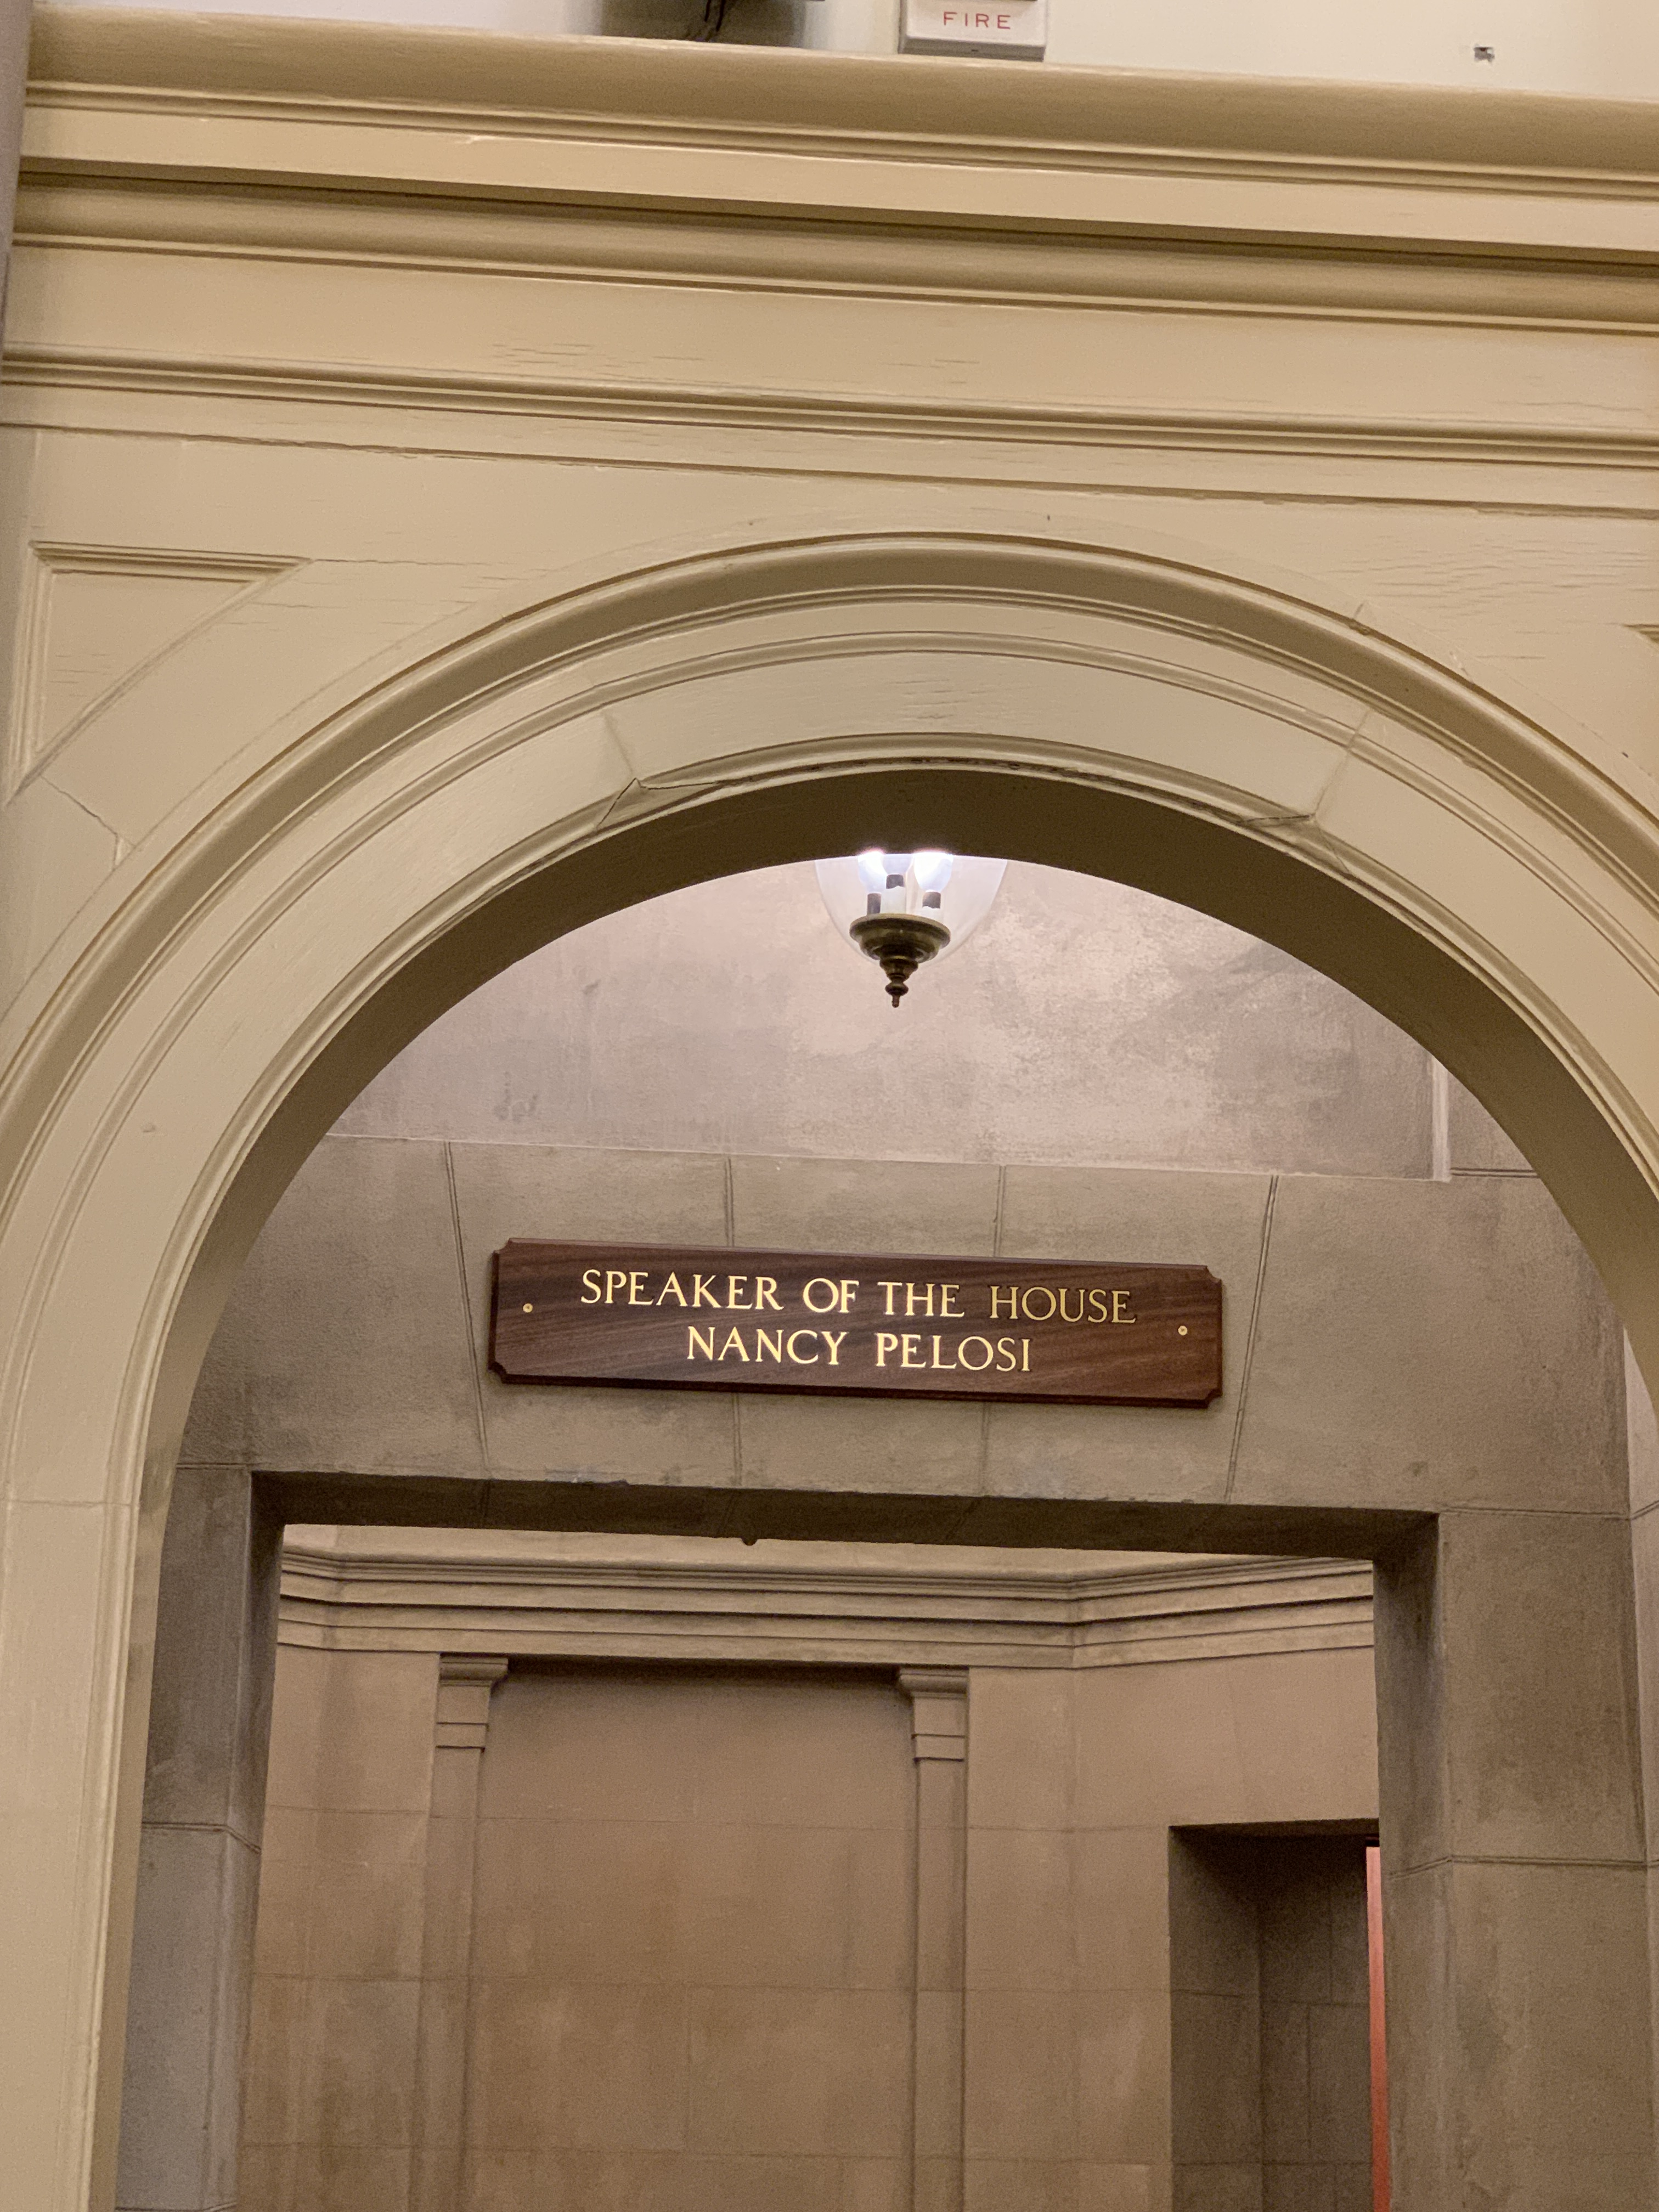 FIRE
SPEAKER OF THE HOUSE
NANCY PELOSI